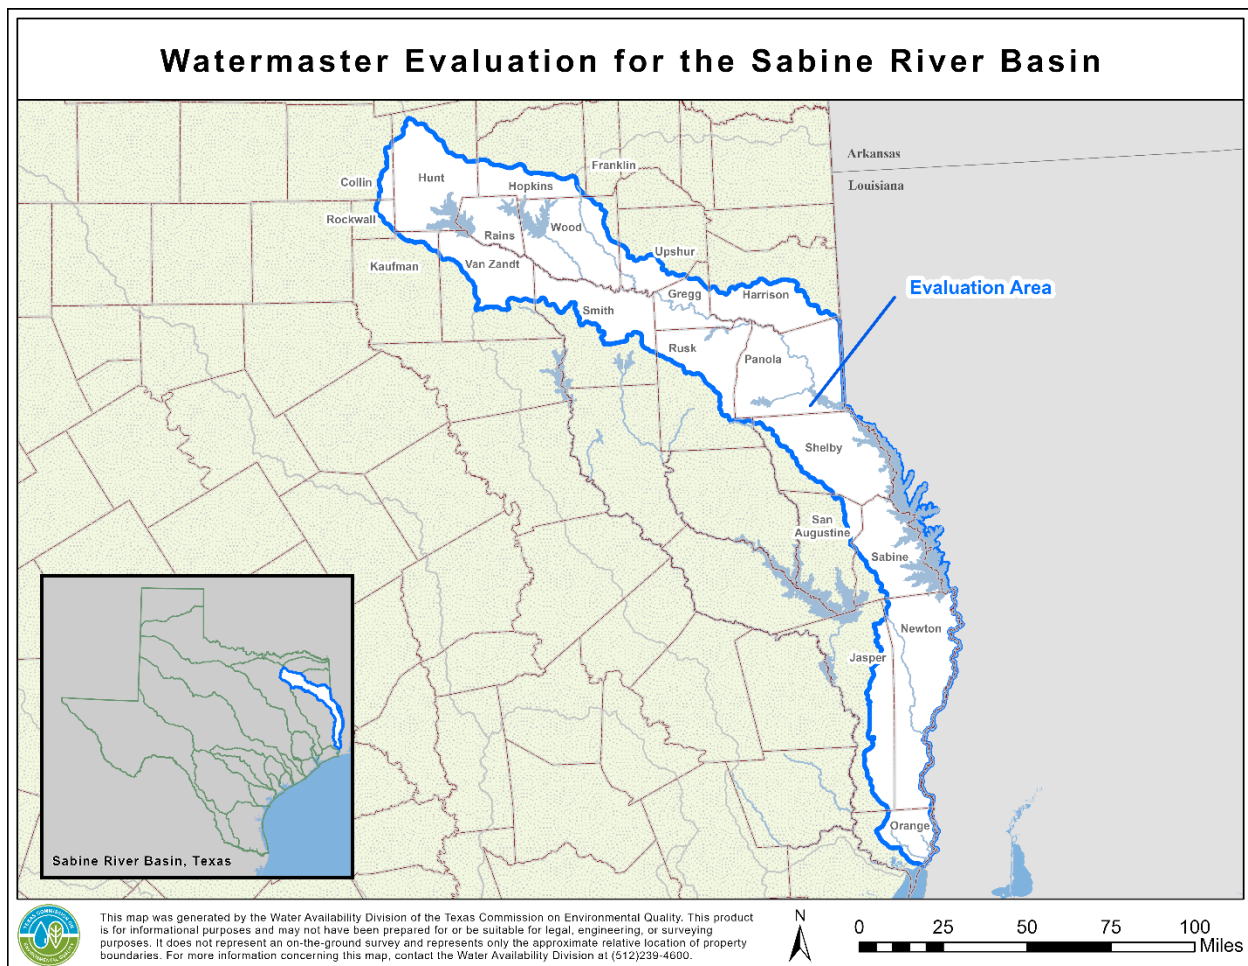 Watermaster Evaluation for the Sabine River Basin
Arkansas
Louisiana
Franklin
Collin
Hunt
Hopkins
Rockwall
Wood
Rains
Upshur
Kaufman
Van Zandt
Gregg
Harrison
Evaluation Area
Smith
Rusk
Panola
Shelby
San
Augustine
Sabine
Newton
Jasper
Orange
Sabine River Basin, Texas
TEXAS COMMISSION ON
ENVIRONMENTAL QUALITY
This map was generated by the Water Availability Division of the Texas Commission on Environmental Quality. This product
is for informational purposes and may not have been prepared for or be suitable for legal, engineering, or surveying
purposes. It does not represent an on-the-ground survey and represents only the approximate relative location of property
boundaries. For more information concerning this map, contact the Water Availability Division at (512)239-4600.
N
0 25 50 75 100
Miles